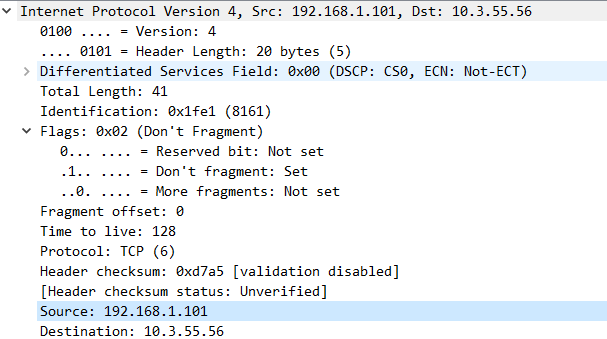 Internet Protocol Version 4, Src: 192.168.1.101, Dst: 10.3.55.56
0100 .... = Version: 4
.... 0101 = Header Length: 20 bytes (5)
Differentiated Services Field: 0x00 (DSCP: CS0, ECN: Not-ECT)
Total Length: 41
Identification: 0x1fe1 (8161)
Flags: 0x02 (Don't Fragment)
0... .... = Reserved bit: Not set
.1.. .... = Don't fragment: Set
..0. .... = More fragments: Not set
Fragment offset: 0
Time to live: 128
Protocol: TCP (6)
Header checksum: 0xd7a5 [validation disabled]
[Header checksum status: Unverified]
Source: 192.168.1.101
Destination: 10.3.55.56